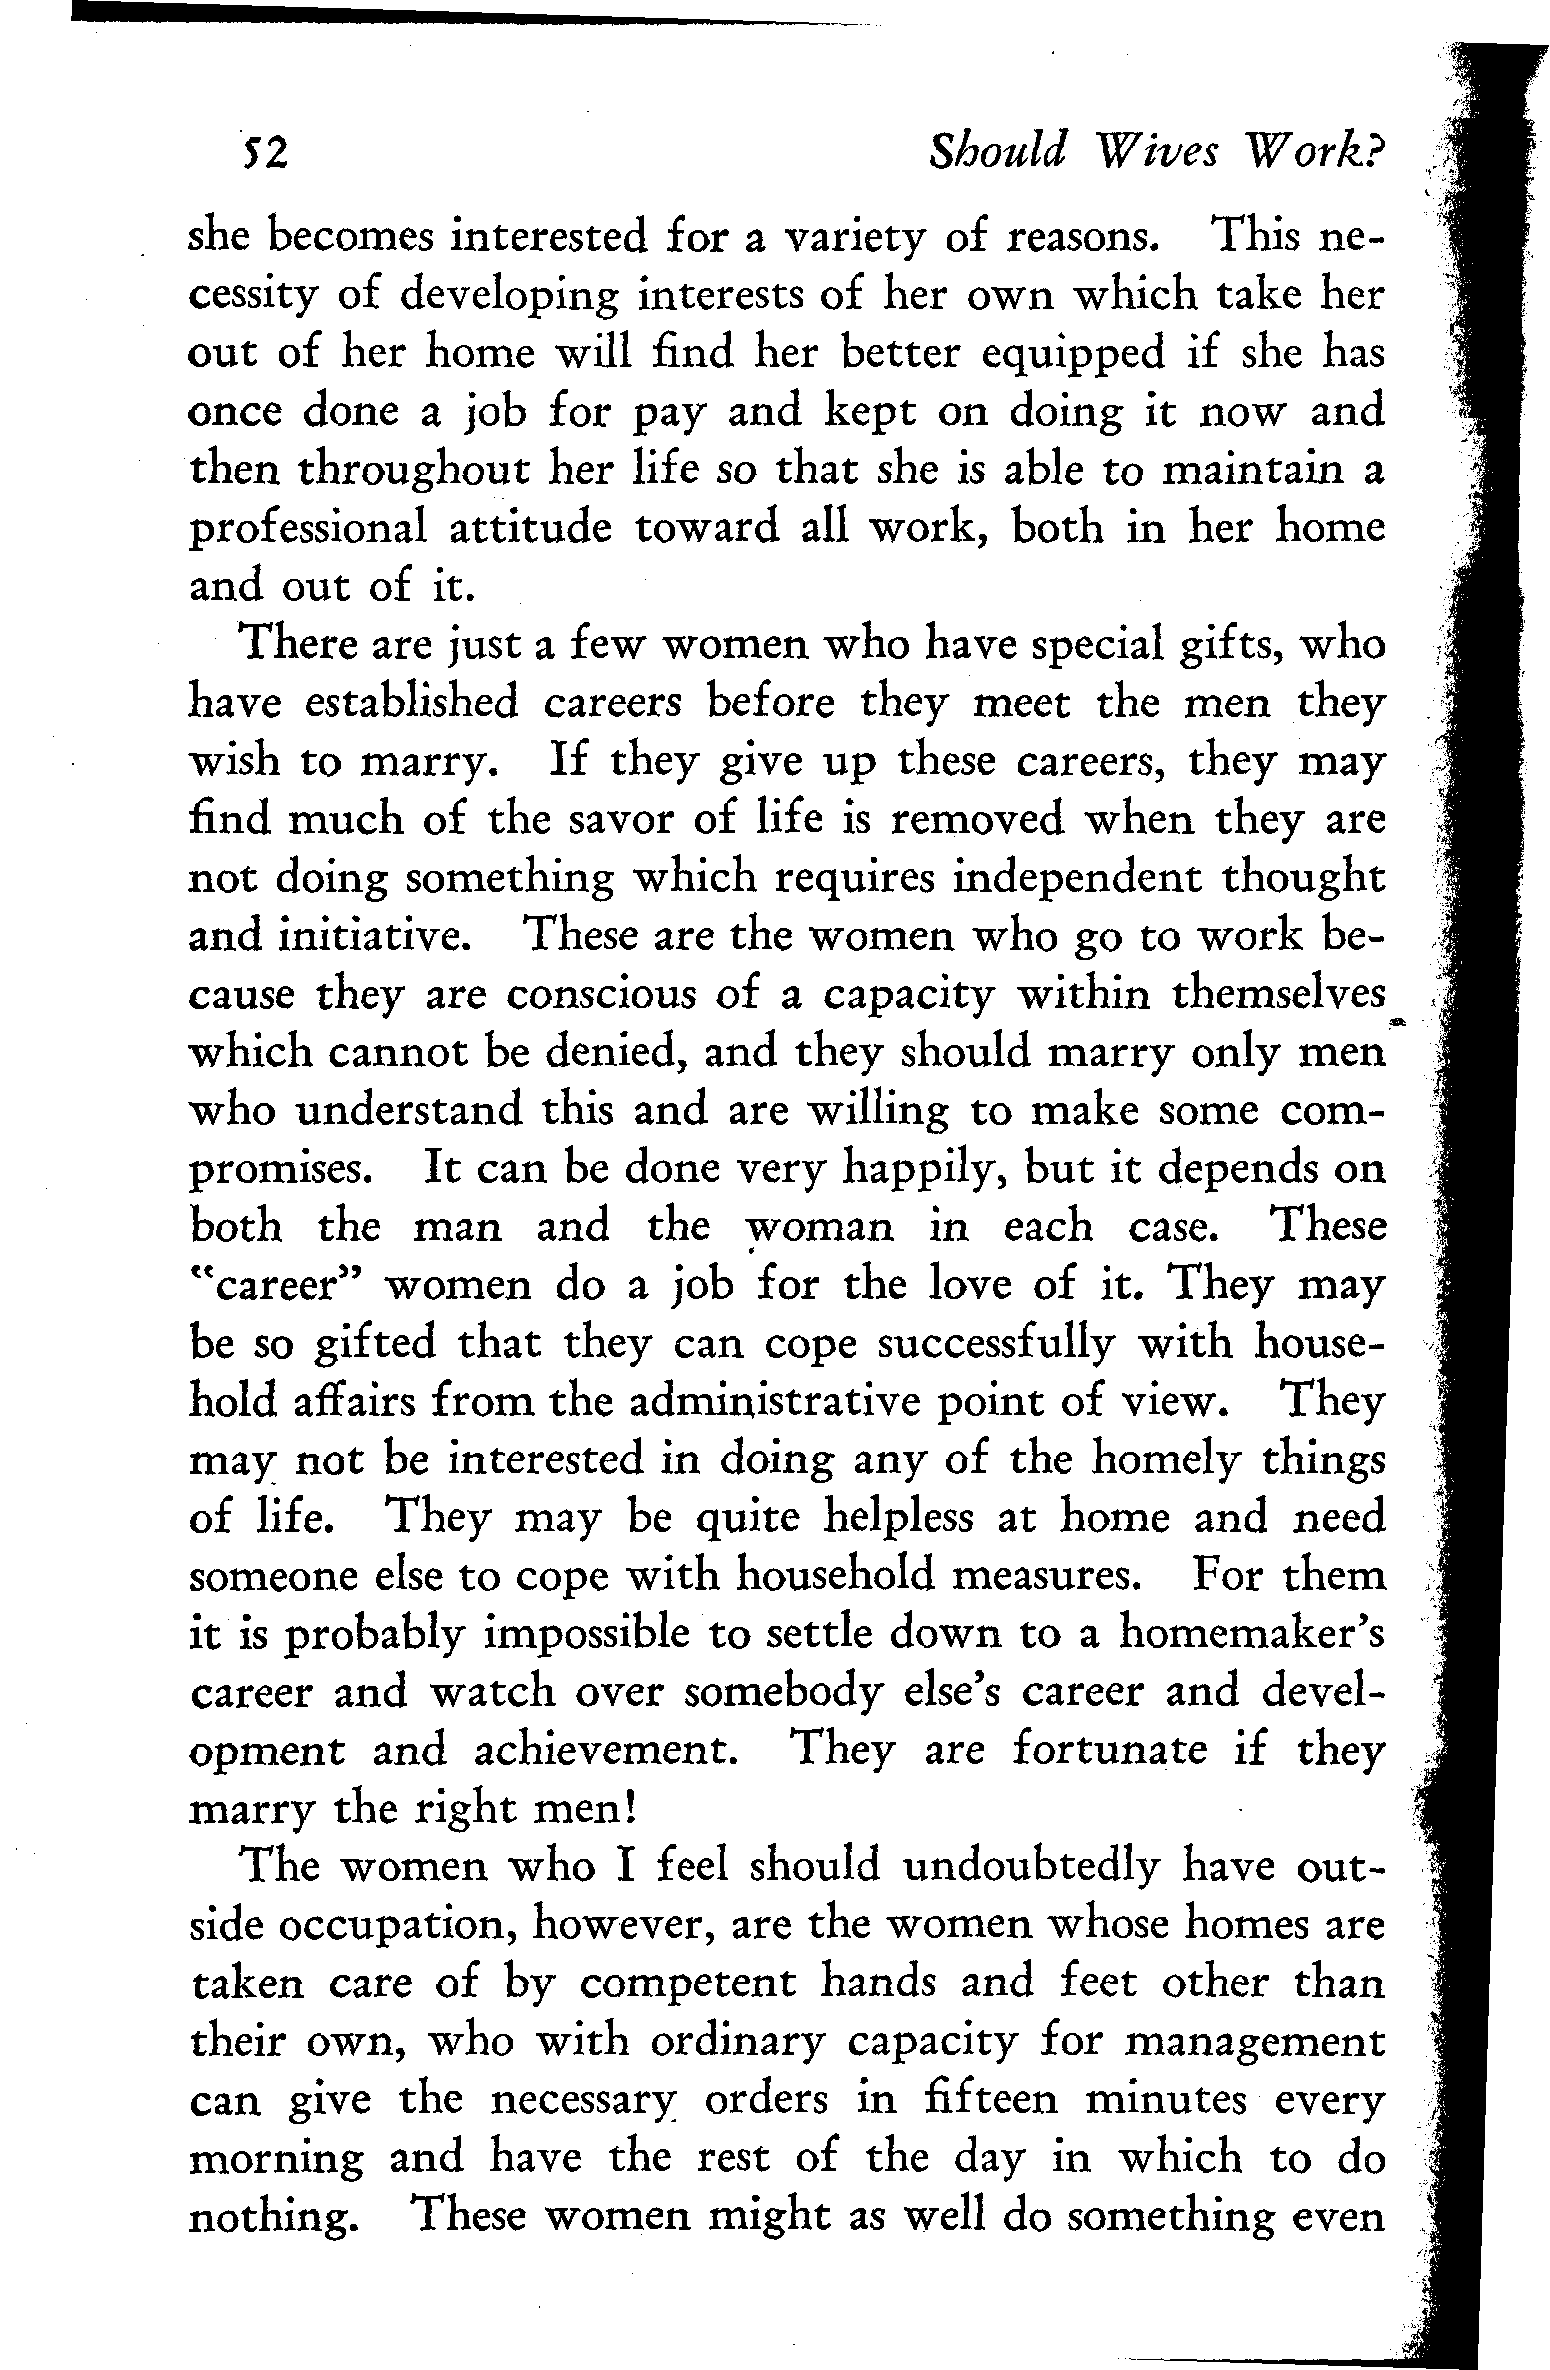 52 Should Wives Work?
she becomes interested for a variety of reasons. This ne-
cessity of developing interests of her own which take her
out of her home will find her better equipped if she has
once done a job for pay and kept on doing it now and
then throughout her life so that she is able to maintain a
professional attitude toward all work, both in her home
and out of it.
There are just a few women who have special gifts, who
have established careers before they meet the men they
wish to marry. If they give up these careers, they may
find much of the savor of life is removed when they are
not doing something which requires independent thought
and initiative. These are the women who go to work be-
cause they are conscious of a capacity within themselves
which cannot be denied, and they should marry only men
who understand this and are willing to make some com-
promises. It can be done very happily, but it depends on
both the man and the woman in each case. These
"career" women do a job for the love of it. They may
be so gifted that they can cope successfully with house-
hold affairs from the administrative point of view. They
may not be interested in doing any of the homely things
of life. They may be quite helpless at home and need
someone else to cope with household measures. For them
it is probably impossible to settle down to a homemaker's
career and watch over somebody else's career and devel-
opment and achievement. They are fortunate if they
marry the right men!
The women who I feel should undoubtedly have out-
side occupation, however, are the women whose homes are
taken care of by competent hands and feet other than
their own, who with ordinary capacity for management
can give the necessary orders in fifteen minutes every
morning and have the rest of the day in which to do
nothing. These women might as well do something even